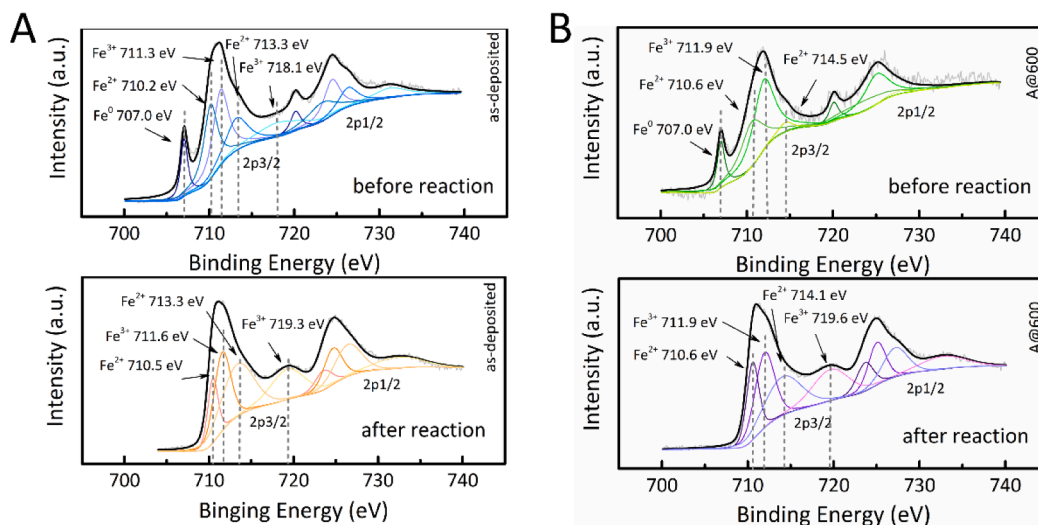 A
Intensity (a.u.)
Fe³⁺ 711.3 eV
Fe²⁺ 713.3 eV
Fe³⁺ 718.1 eV
Fe²⁺ 710.2 eV
Fe⁰ 707.0 eV
2p1/2
2p3/2
before reaction
as-deposited
700 710 720 730 740
Binding Energy (eV)
Intensity (a.u.)
Fe²⁺ 713.3 eV
Fe³⁺ 719.3 eV
Fe³⁺ 711.6 eV
Fe²⁺ 710.5 eV
2p1/2
2p3/2
after reaction
as-deposited
700 710 720 730 740
Binging Energy (eV)
B
Intensity (a.u.)
Fe³⁺ 711.9 eV
Fe²⁺ 714.5 eV
Fe²⁺ 710.6 eV
Fe⁰ 707.0 eV
2p1/2
2p3/2
before reaction
A@600
700 710 720 730 740
Binding Energy (eV)
Intensity (a.u.)
Fe²⁺ 714.1 eV
Fe³⁺ 719.6 eV
Fe³⁺ 711.9 eV
Fe²⁺ 710.6 eV
2p1/2
2p3/2
after reaction
A@600
700 710 720 730 740
Binding Energy (eV)